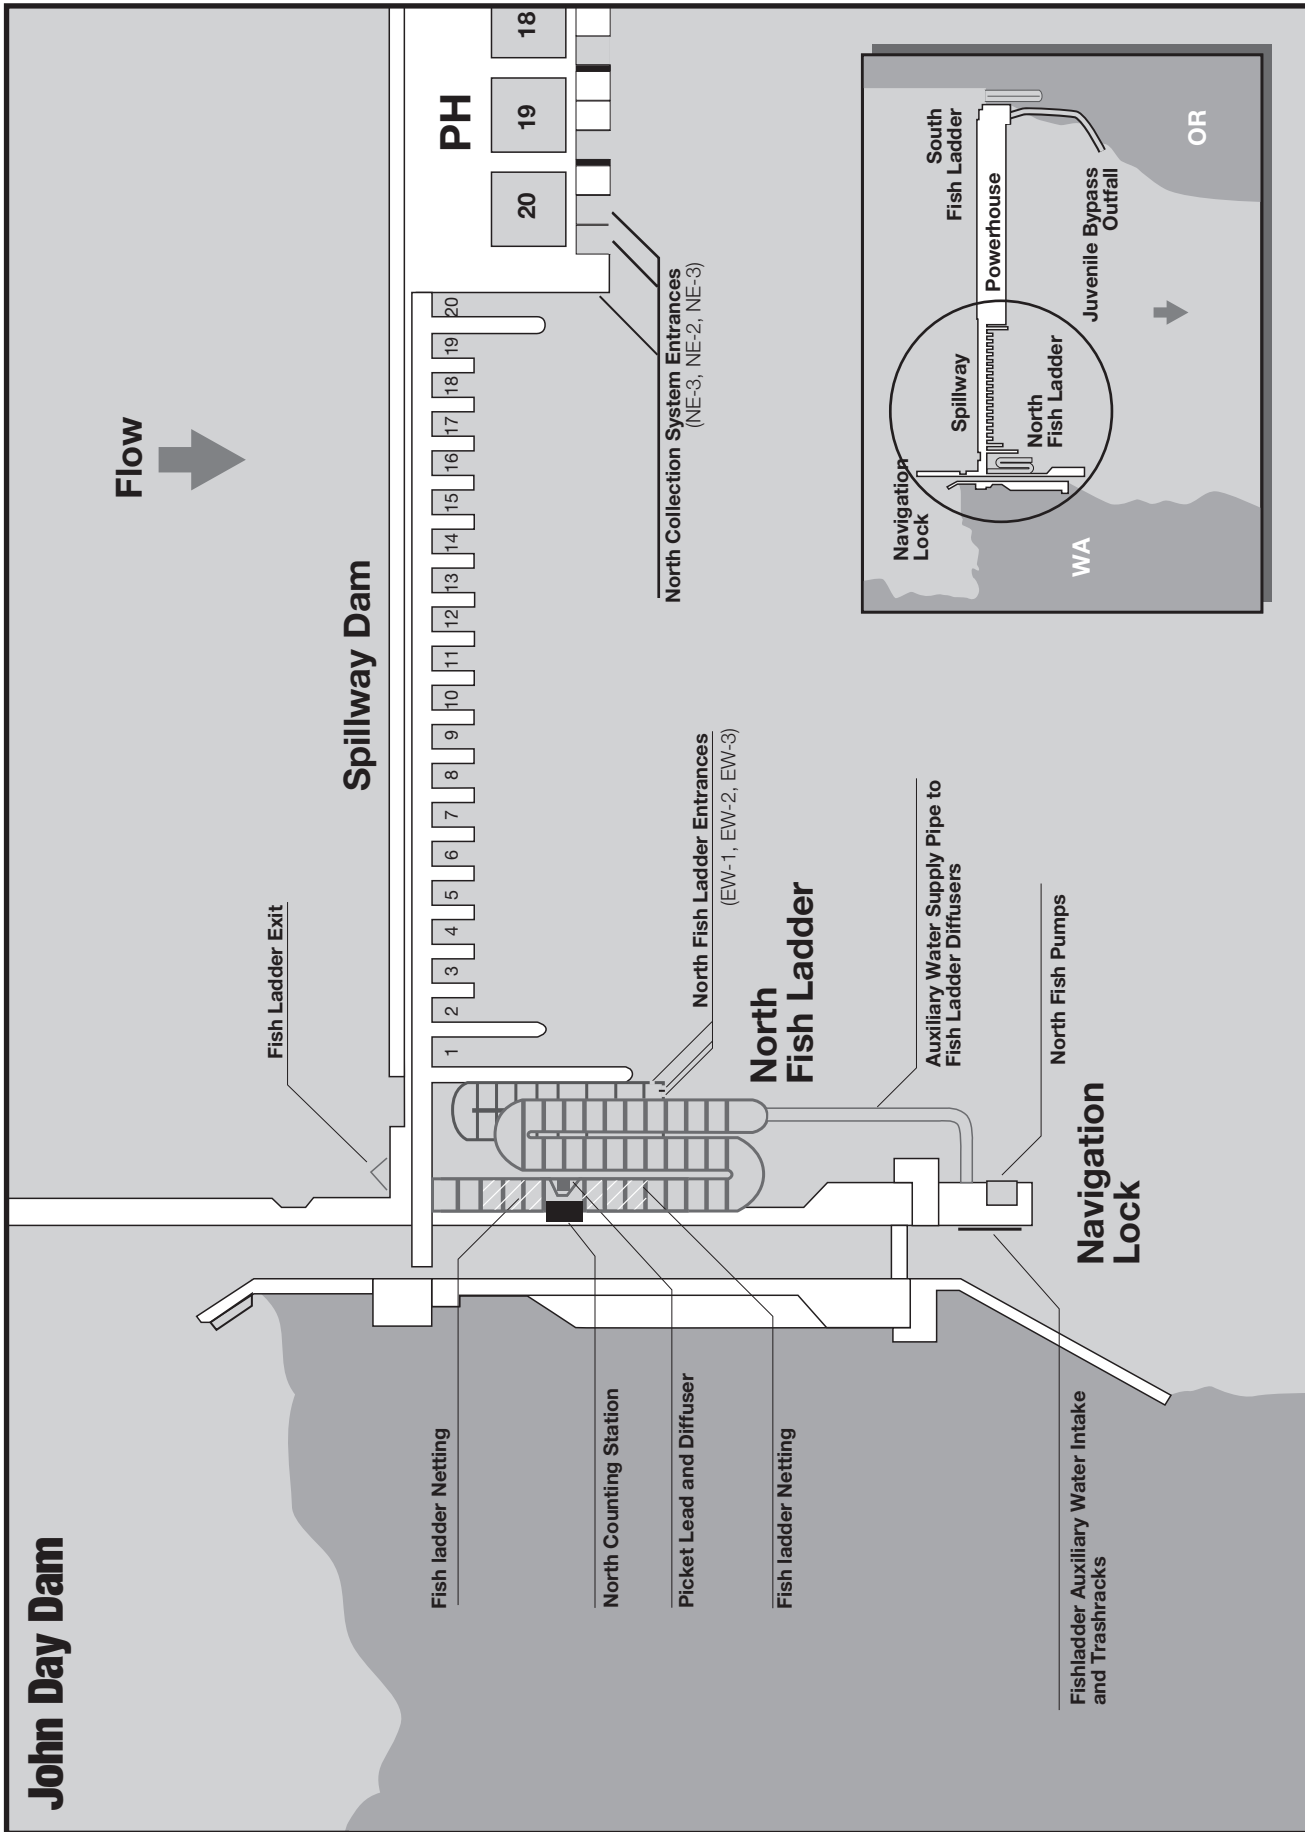 John Day Dam
Flow
Spillway Dam
PH
20
19
18
Fish Ladder Exit
1
2
3
4
5
6
7
8
9
10
11
12
13
14
15
16
17
18
19
20
North Collection System Entrances
(NE-3, NE-2, NE-3)
North Fish Ladder Entrances
(EW-1, EW-2, EW-3)
North
Fish Ladder
Auxiliary Water Supply Pipe to
Fish Ladder Diffusers
North Fish Pumps
Navigation
Lock
Fish ladder Netting
North Counting Station
Picket Lead and Diffuser
Fish ladder Netting
Fishladder Auxiliary Water Intake
and Trashracks
Navigation
Lock
Spillway
South
Fish Ladder
Powerhouse
North
Fish Ladder
Juvenile Bypass
Outfall
WA
OR